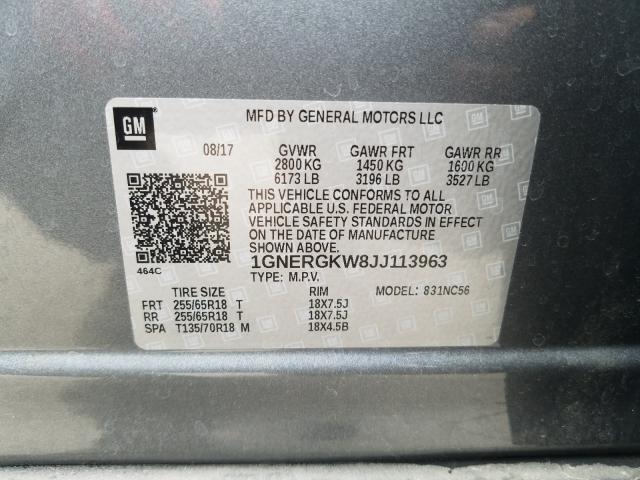 GM
MFD BY GENERAL MOTORS LLC
08/17 GVWR GAWR FRT GAWR RR
2800 KG 1450 KG 1600 KG
6173 LB 3196 LB 3527 LB
THIS VEHICLE CONFORMS TO ALL
APPLICABLE U.S. FEDERAL MOTOR
VEHICLE SAFETY STANDARDS IN EFFECT
ON THE DATE OF MANUFACTURE
SHOWN ABOVE.
464C
1GNERGKW8JJ113963
TYPE: M.P.V.
TIRE SIZE RIM MODEL: 831NC56
FRT 255/65R18 T 18X7.5J
RR 255/65R18 T 18X7.5J
SPA T135/70R18 M 18X4.5B